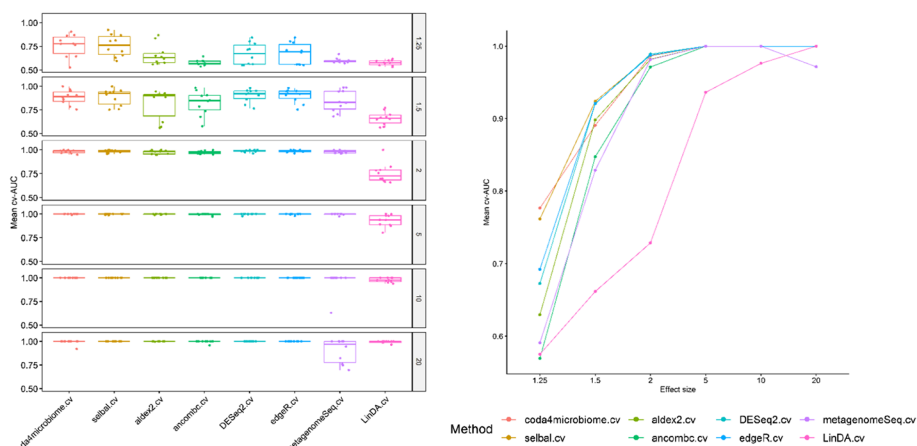 1.00
0.75
0.50
1.25
1.00
0.75
0.50
1.5
1.00
0.75
0.50
2
Mean cv-AUC
1.00
0.75
0.50
5
1.00
0.75
0.50
10
1.00
0.75
0.50
20
da4microbiome.cv
selbal.cv
aldex2.cv
ancombc.cv
DESeq2.cv
edgeR.cv
etagenomeSeq.cv
LinDA.cv
1.0
0.9
0.8
0.7
0.6
Mean cv-AUC
1.25 1.5 2 5 10 20
Effect size
Method
coda4microbiome.cv aldex2.cv DESeq2.cv metagenomeSeq.cv
selbal.cv ancombc.cv edgeR.cv LinDA.cv